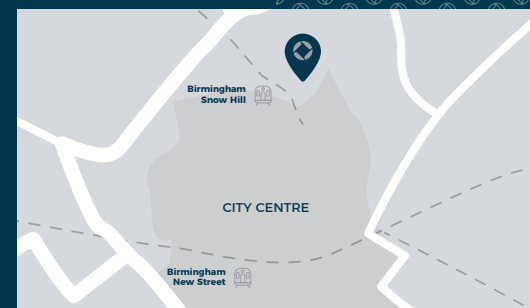 Birmingham
Snow Hill
CITY CENTRE
Birmingham
New Street